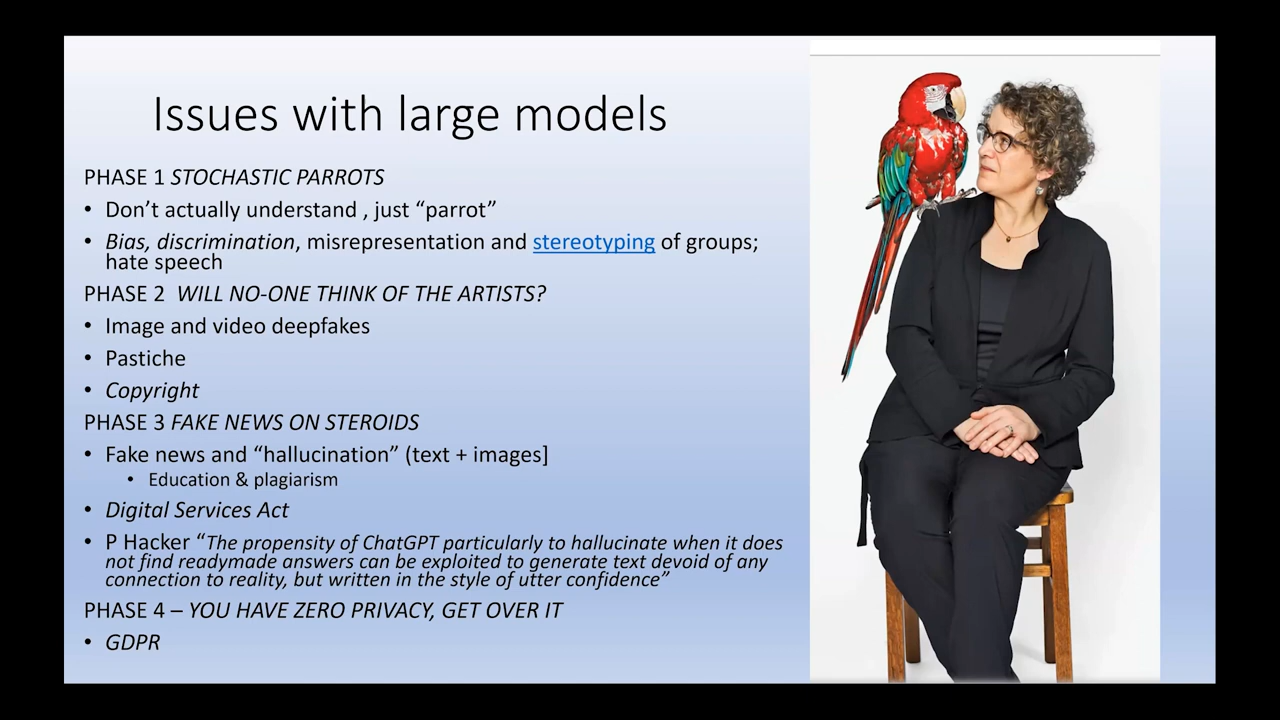 Issues with large models
PHASE 1 STOCHASTIC PARROTS
• Don’t actually understand , just “parrot”
• Bias, discrimination, misrepresentation and stereotyping of groups;
hate speech
PHASE 2 WILL NO-ONE THINK OF THE ARTISTS?
• Image and video deepfakes
• Pastiche
• Copyright
PHASE 3 FAKE NEWS ON STEROIDS
• Fake news and “hallucination” (text + images]
• Education & plagiarism
• Digital Services Act
• P Hacker “The propensity of ChatGPT particularly to hallucinate when it does
not find readymade answers can be exploited to generate text devoid of any
connection to reality, but written in the style of utter confidence”
PHASE 4 – YOU HAVE ZERO PRIVACY, GET OVER IT
• GDPR